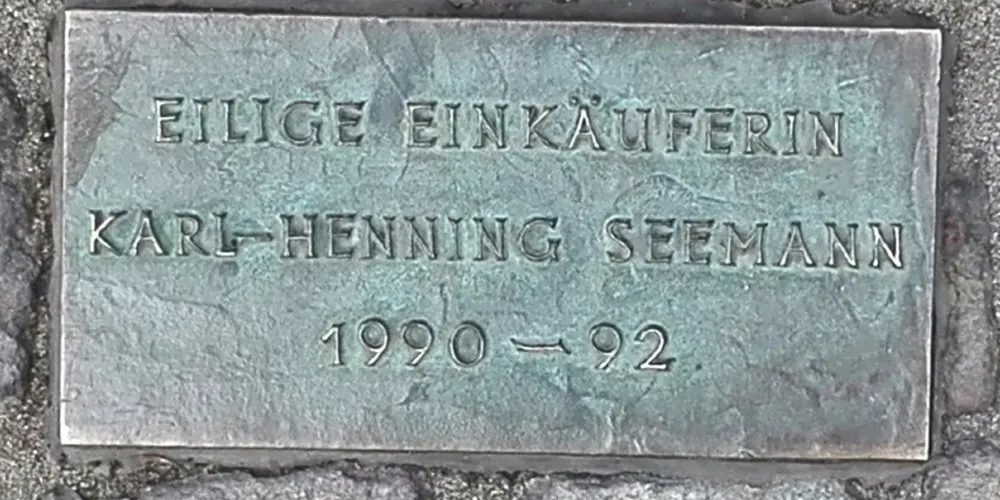 EILIGE EINKÄUFERIN
KARL-HENNING SEEMANN
1990 – 92